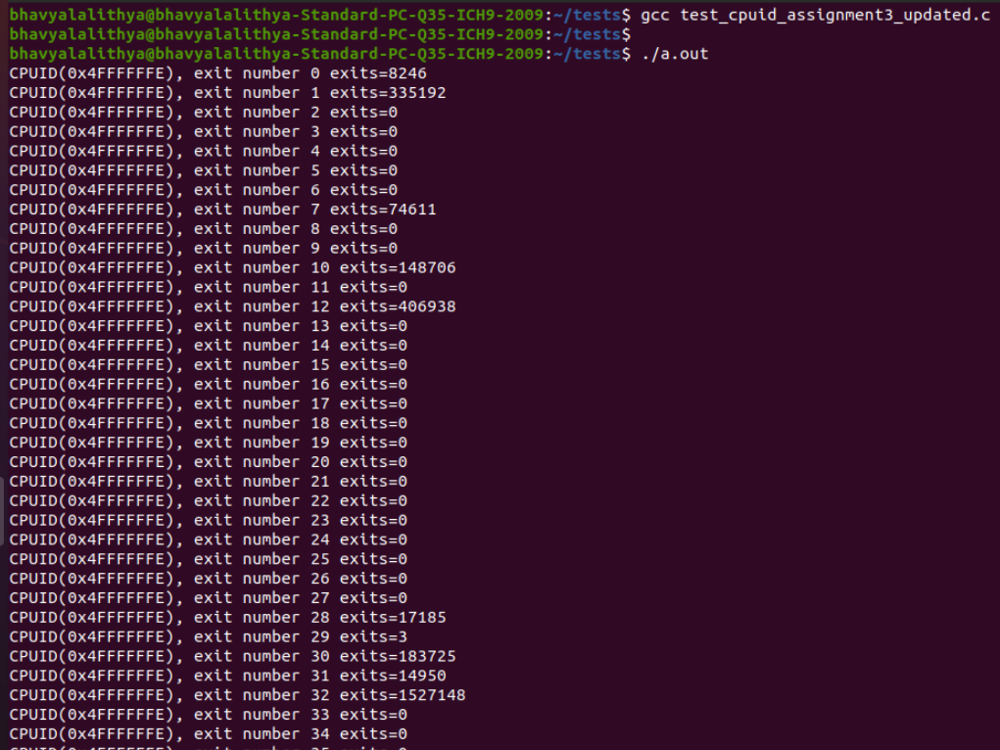 bhavyalalithya@bhavyalalithya-Standard-PC-Q35-ICH9-2009:~/tests$ gcc test_cpuid_assignment3_updated.c
bhavyalalithya@bhavyalalithya-Standard-PC-Q35-ICH9-2009:~/tests$
bhavyalalithya@bhavyalalithya-Standard-PC-Q35-ICH9-2009:~/tests$ ./a.out
CPUID(0x4FFFFFFE), exit number 0 exits=8246
CPUID(0x4FFFFFFE), exit number 1 exits=335192
CPUID(0x4FFFFFFE), exit number 2 exits=0
CPUID(0x4FFFFFFE), exit number 3 exits=0
CPUID(0x4FFFFFFE), exit number 4 exits=0
CPUID(0x4FFFFFFE), exit number 5 exits=0
CPUID(0x4FFFFFFE), exit number 6 exits=0
CPUID(0x4FFFFFFE), exit number 7 exits=74611
CPUID(0x4FFFFFFE), exit number 8 exits=0
CPUID(0x4FFFFFFE), exit number 9 exits=0
CPUID(0x4FFFFFFE), exit number 10 exits=148706
CPUID(0x4FFFFFFE), exit number 11 exits=0
CPUID(0x4FFFFFFE), exit number 12 exits=406938
CPUID(0x4FFFFFFE), exit number 13 exits=0
CPUID(0x4FFFFFFE), exit number 14 exits=0
CPUID(0x4FFFFFFE), exit number 15 exits=0
CPUID(0x4FFFFFFE), exit number 16 exits=0
CPUID(0x4FFFFFFE), exit number 17 exits=0
CPUID(0x4FFFFFFE), exit number 18 exits=0
CPUID(0x4FFFFFFE), exit number 19 exits=0
CPUID(0x4FFFFFFE), exit number 20 exits=0
CPUID(0x4FFFFFFE), exit number 21 exits=0
CPUID(0x4FFFFFFE), exit number 22 exits=0
CPUID(0x4FFFFFFE), exit number 23 exits=0
CPUID(0x4FFFFFFE), exit number 24 exits=0
CPUID(0x4FFFFFFE), exit number 25 exits=0
CPUID(0x4FFFFFFE), exit number 26 exits=0
CPUID(0x4FFFFFFE), exit number 27 exits=0
CPUID(0x4FFFFFFE), exit number 28 exits=17185
CPUID(0x4FFFFFFE), exit number 29 exits=3
CPUID(0x4FFFFFFE), exit number 30 exits=183725
CPUID(0x4FFFFFFE), exit number 31 exits=14950
CPUID(0x4FFFFFFE), exit number 32 exits=1527148
CPUID(0x4FFFFFFE), exit number 33 exits=0
CPUID(0x4FFFFFFE), exit number 34 exits=0